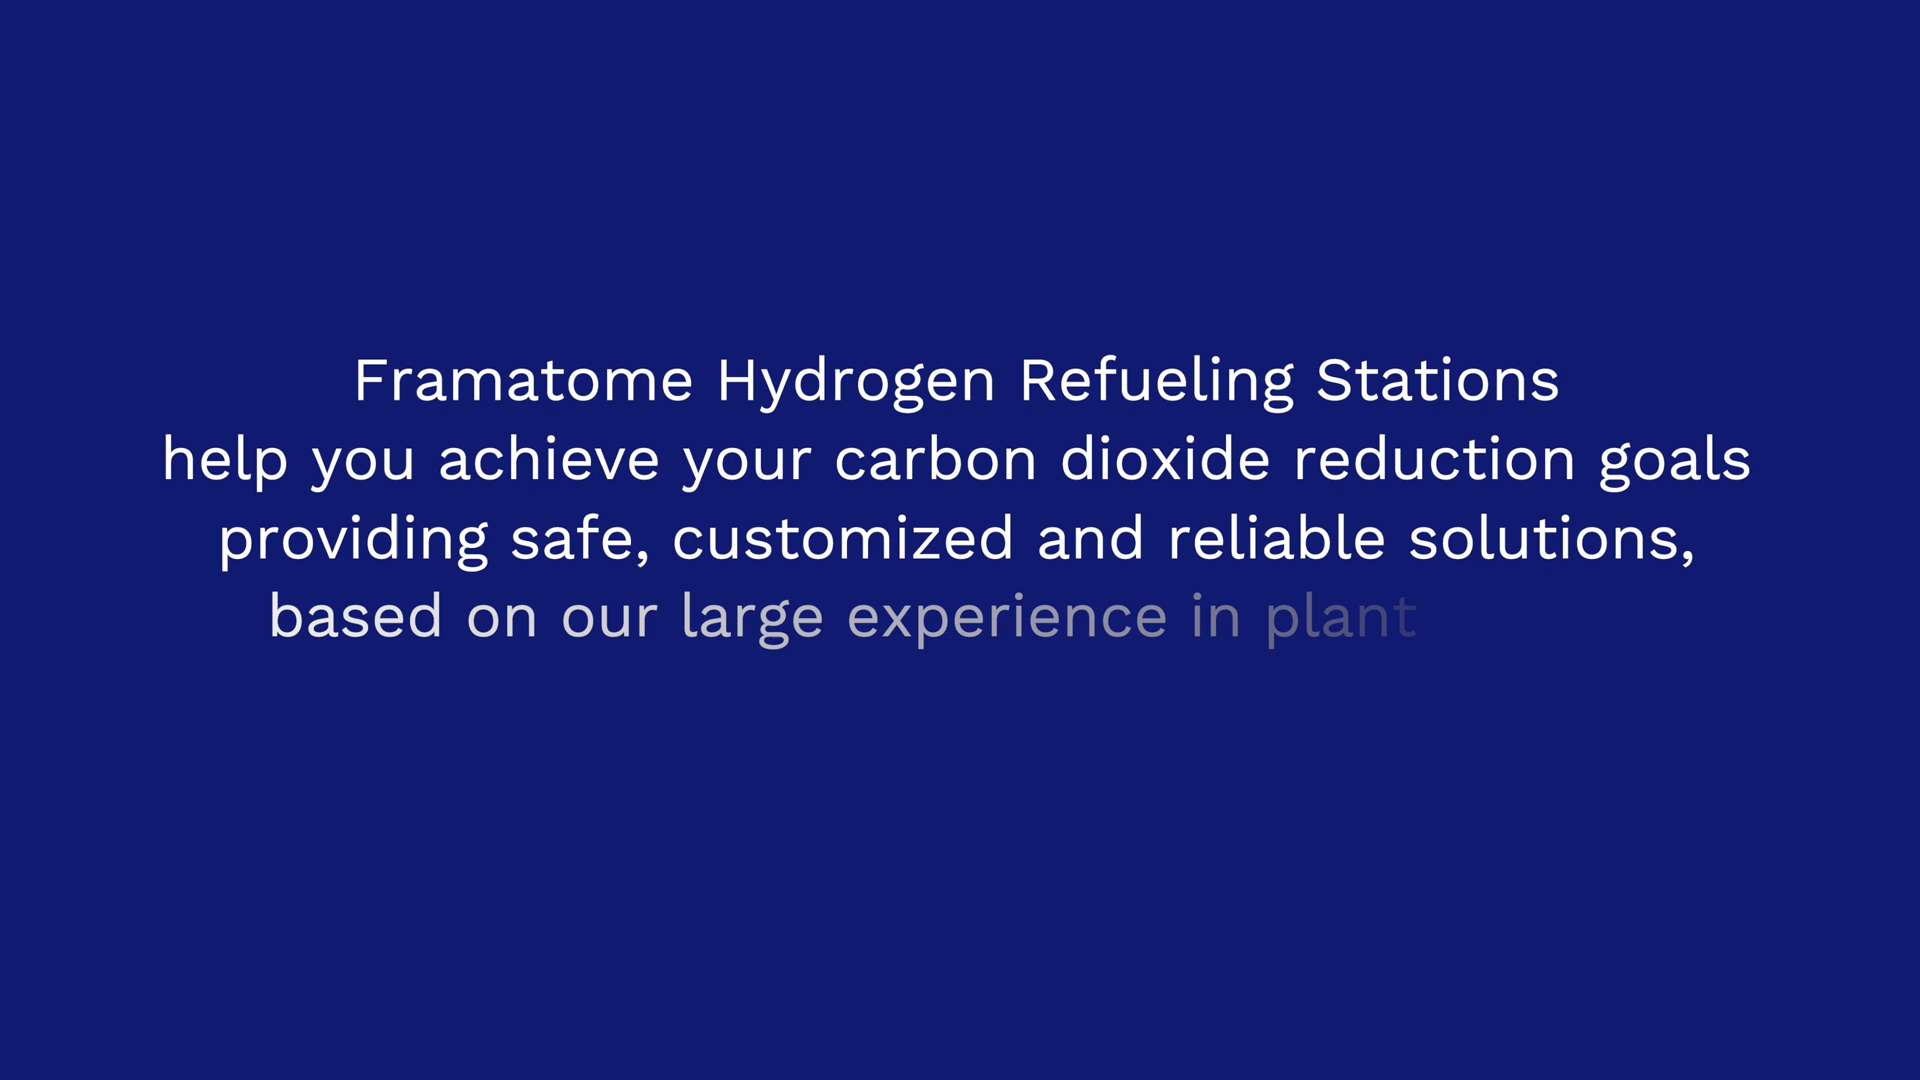 Framatome Hydrogen Refueling Stations
help you achieve your carbon dioxide reduction goals
providing safe, customized and reliable solutions,
based on our large experience in plant